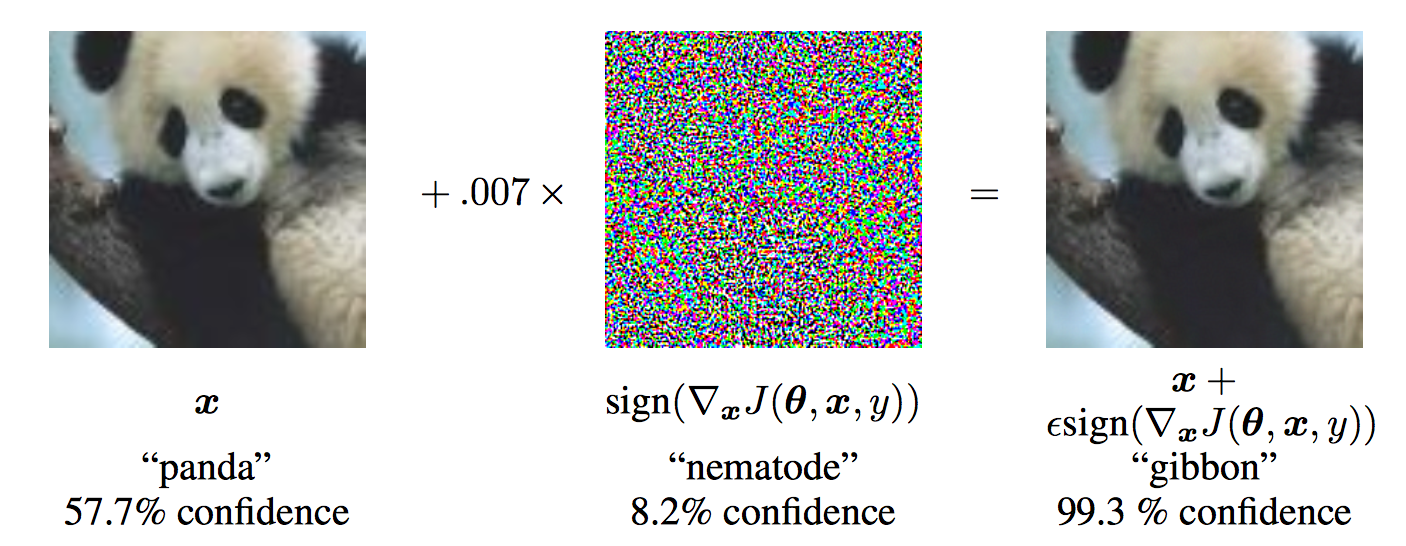 + .007 ×
=
x
sign(∇ₓJ(θ, x, y))
x +
ϵsign(∇ₓJ(θ, x, y))
“panda”
“nematode”
“gibbon”
57.7% confidence
8.2% confidence
99.3 % confidence